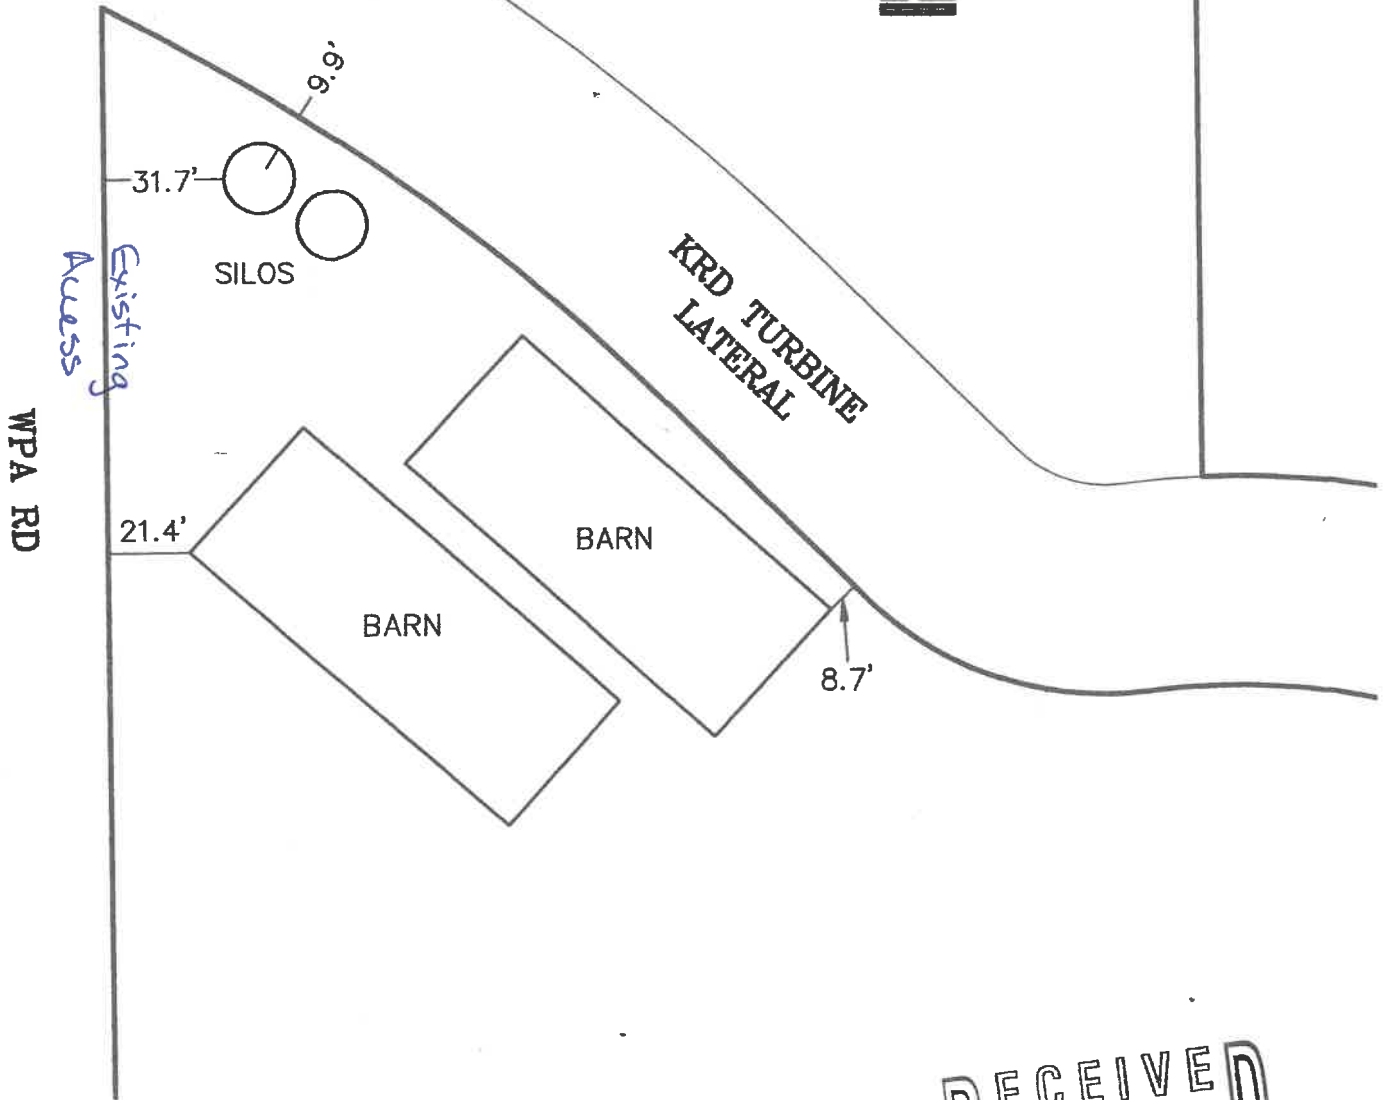 9.9'
31.7'
SILOS
Existing
Access
KRD TURBINE
LATERAL
WPA RD
21.4'
BARN
BARN
8.7'
RECEIVED